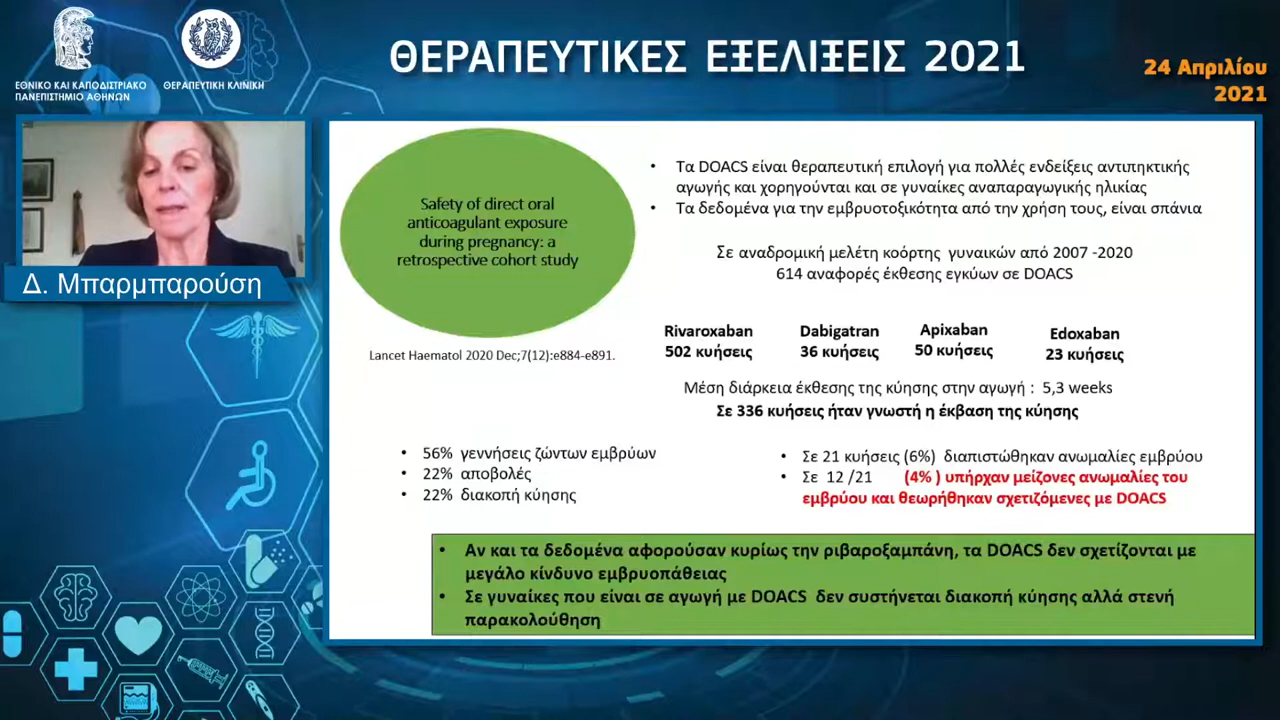 ΕΘΝΙΚΟ ΚΑΙ ΚΑΠΟΔΙΣΤΡΙΑΚΟ
ΠΑΝΕΠΙΣΤΗΜΙΟ ΑΘΗΝΩΝ
ΘΕΡΑΠΕΥΤΙΚΗ ΚΛΙΝΙΚΗ
ΘΕΡΑΠΕΥΤΙΚΕΣ ΕΞΕΛΙΞΕΙΣ 2021
24 Απριλίου
2021
Δ. Μπαρμπαρούση
Safety of direct oral
anticoagulant exposure
during pregnancy: a
retrospective cohort study
Lancet Haematol 2020 Dec;7(12):e884-e891.
• Τα DOACS είναι θεραπευτική επιλογή για πολλές ενδείξεις αντιπηκτικής
αγωγής και χορηγούνται και σε γυναίκες αναπαραγωγικής ηλικίας
• Τα δεδομένα για την εμβρυοτοξικότητα από την χρήση τους, είναι σπάνια
Σε αναδρομική μελέτη κοόρτης γυναικών από 2007 -2020
614 αναφορές έκθεσης εγκύων σε DOACS
Rivaroxaban
502 κυήσεις
Dabigatran
36 κυήσεις
Apixaban
50 κυήσεις
Edoxaban
23 κυήσεις
Μέση διάρκεια έκθεσης της κύησης στην αγωγή : 5,3 weeks
Σε 336 κυήσεις ήταν γνωστή η έκβαση της κύησης
• 56% γεννήσεις ζώντων εμβρύων
• 22% αποβολές
• 22% διακοπή κύησης
• Σε 21 κυήσεις (6%) διαπιστώθηκαν ανωμαλίες εμβρύου
• Σε 12 /21 (4% ) υπήρχαν μείζονες ανωμαλίες του
εμβρύου και θεωρήθηκαν σχετιζόμενες με DOACS
• Αν και τα δεδομένα αφορούσαν κυρίως την ριβαροξαμπάνη, τα DOACS δεν σχετίζονται με
μεγάλο κίνδυνο εμβρυοπάθειας
• Σε γυναίκες που είναι σε αγωγή με DOACS δεν συστήνεται διακοπή κύησης αλλά στενή
παρακολούθηση